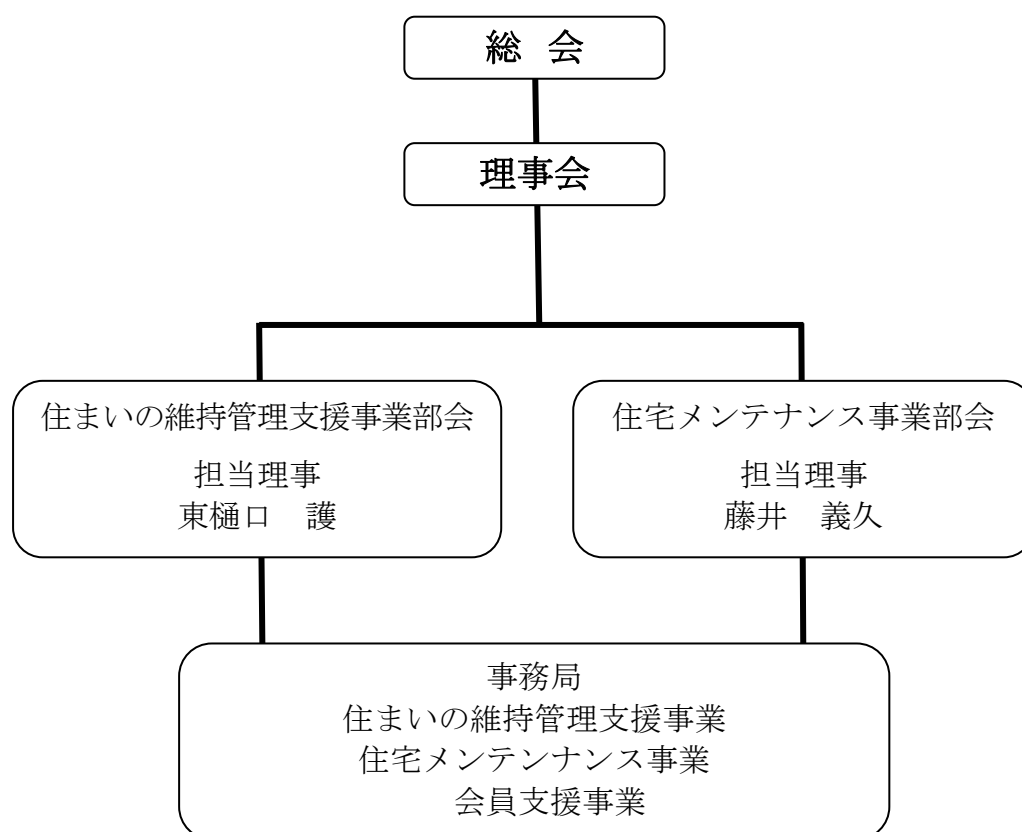 総 会
理事会
住まいの維持管理支援事業部会
担当理事
東樋口 護
住宅メンテナンス事業部会
担当理事
藤井 義久
事務局
住まいの維持管理支援事業
住宅メンテンナンス事業
会員支援事業